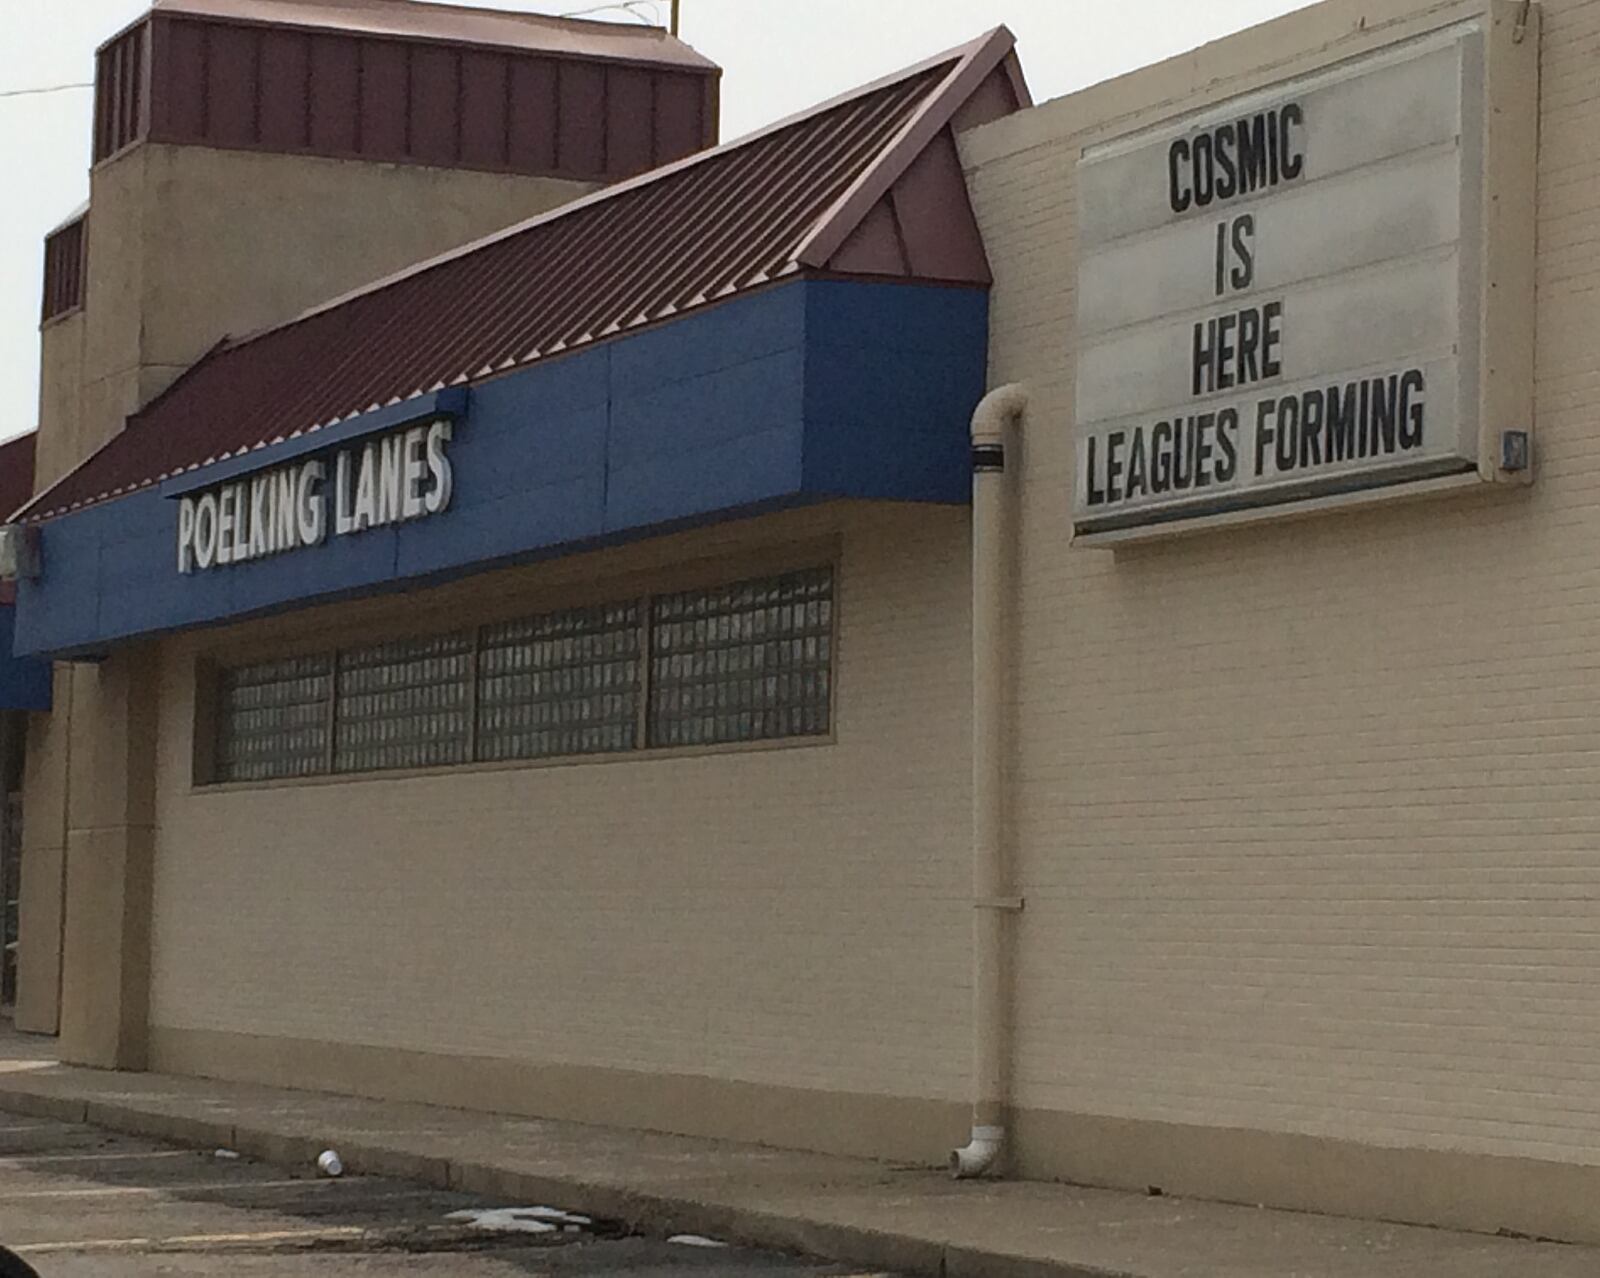 POELKING LANES
COSMIC
IS
HERE
LEAGUES FORMING